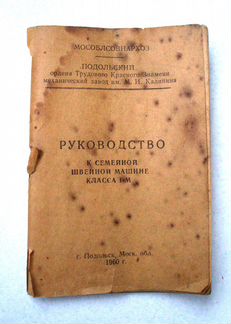 МОСОБЛСОВНАРХОЗ
ПОДОЛЬСКИЙ
ордена Трудового Красного Знамени
механический завод им. М. И. Калинина
РУКОВОДСТВО
К СЕМЕЙНОЙ
ШВЕЙНОЙ МАШИНЕ
КЛАССА I-М
г. Подольск, Моск. обл.
1960 г.